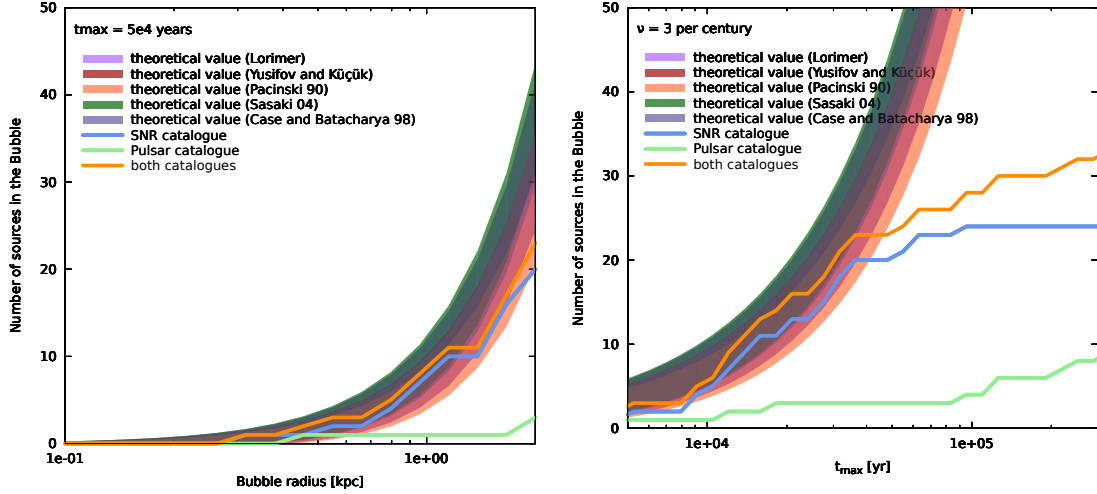 tmax = 5e4 years
theoretical value (Lorimer)
theoretical value (Yusifov and Küçük)
theoretical value (Pacinski 90)
theoretical value (Sasaki 04)
theoretical value (Case and Batacharya 98)
SNR catalogue
Pulsar catalogue
both catalogues
Number of sources in the Bubble
50
40
30
20
10
0
1e-01
1e+00
Bubble radius [kpc]
ν = 3 per century
theoretical value (Lorimer)
theoretical value (Yusifov and Küçük)
theoretical value (Pacinski 90)
theoretical value (Sasaki 04)
theoretical value (Case and Batacharya 98)
SNR catalogue
Pulsar catalogue
both catalogues
Number of sources in the Bubble
50
40
30
20
10
0
1e+04
1e+05
tmax [yr]